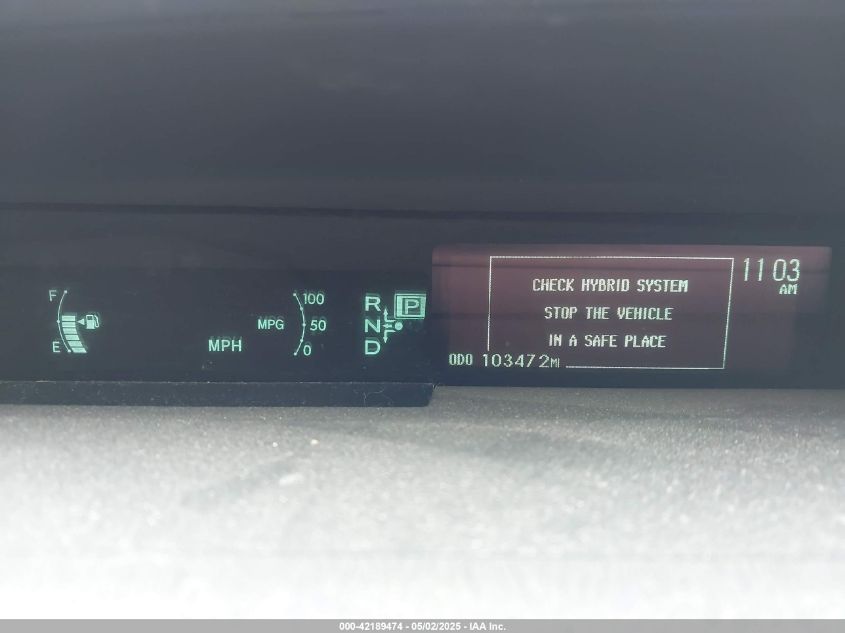 F
E
MPH
MPG
100
50
0
R
N
D
P
CHECK HYBRID SYSTEM
STOP THE VEHICLE
IN A SAFE PLACE
11 03
AM
ODO 103472MI
000-42189474 - 05/02/2025 - IAA Inc.